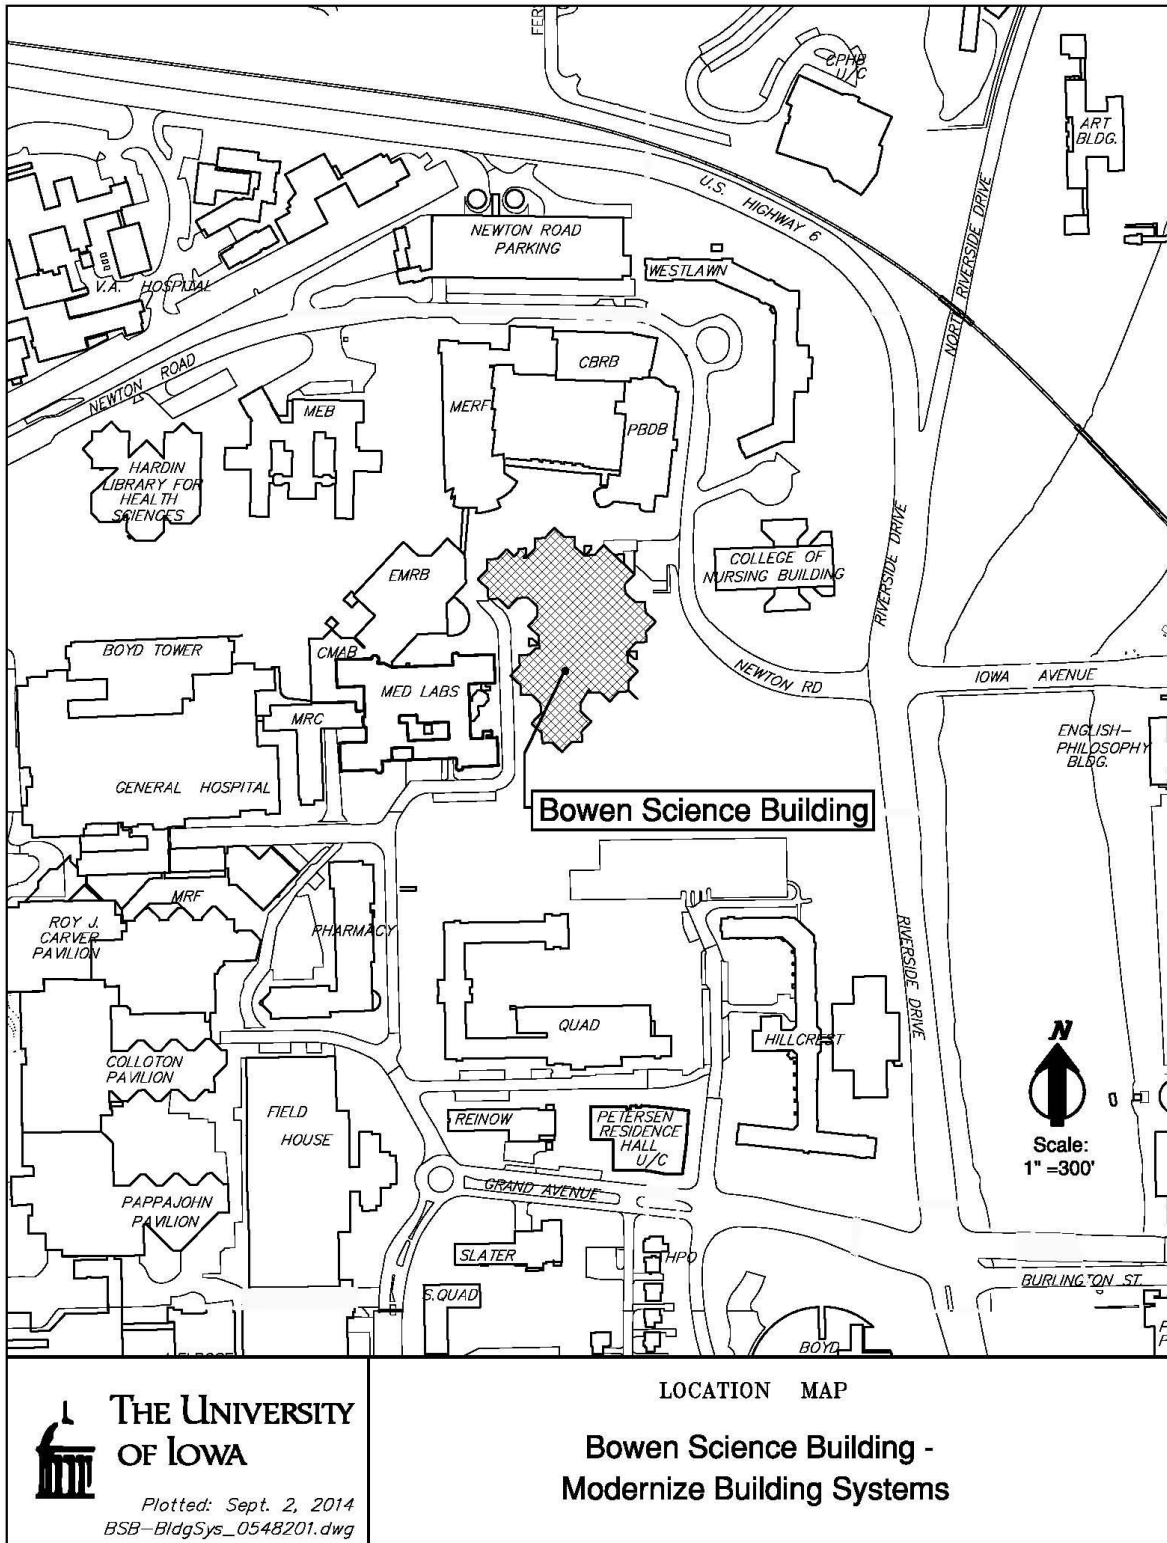 FER
CPHB
U/C
ART
BLDG.
U.S. HIGHWAY 6
NORTH RIVERSIDE DRIVE
NEWTON ROAD
PARKING
WESTLAWN
V.A. HOSPITAL
NEWTON ROAD
CBRB
MERF
PBDB
MEB
HARDIN
LIBRARY FOR
HEALTH
SCIENCES
RIVERSIDE DRIVE
COLLEGE OF
NURSING BUILDING
EMRB
BOYD TOWER
CMAB
MED LABS
NEWTON RD
IOWA AVENUE
MRC
ENGLISH-
PHILOSOPHY
BLDG.
GENERAL HOSPITAL
Bowen Science Building
MRF
ROY J.
CARVER
PAVILION
PHARMACY
RIVERSIDE DRIVE
QUAD
HILLCREST
N
COLLOTON
PAVILION
FIELD
HOUSE
REINOW
PETERSEN
RESIDENCE
HALL
U/C
Scale:
1" =300'
GRAND AVENUE
PAPPAJOHN
PAVILION
SLATER
HPO
S.QUAD
BURLINGTON ST.
BOYD
THE UNIVERSITY
OF IOWA
Plotted: Sept. 2, 2014
BSB-BldgSys_0548201.dwg
LOCATION MAP
Bowen Science Building -
Modernize Building Systems